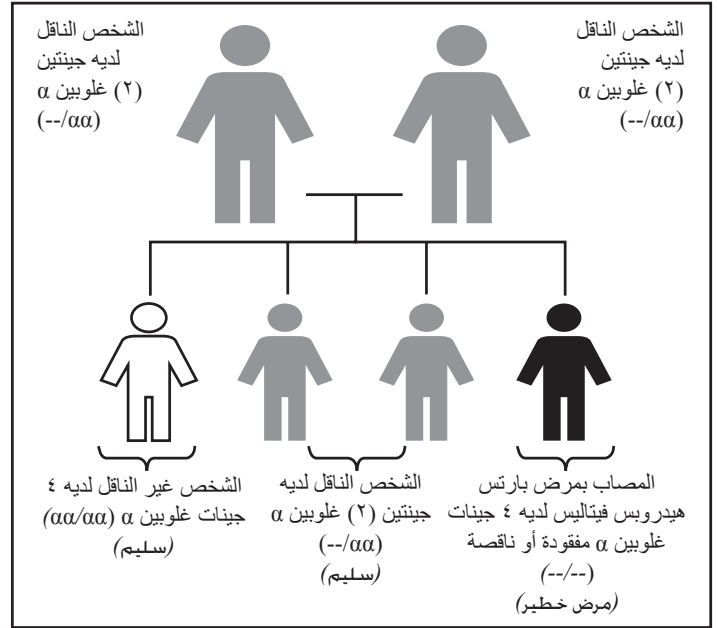 الشخص الناقل
لديه جينتين
(٢) غلوبين α
(--/αα)
الشخص الناقل
لديه جينتين
(٢) غلوبين α
(--/αα)
المصاب بمرض بارتس
هيدروبس فيتاليس لديه ٤ جينات
غلوبين α مفقودة أو ناقصة
(--/--)
(مرض خطير)
الشخص الناقل لديه
جينتين (٢) غلوبين α
(--/αα)
(سليم)
الشخص غير الناقل لديه ٤
جينات غلوبين α (αα/αα)
(سليم)